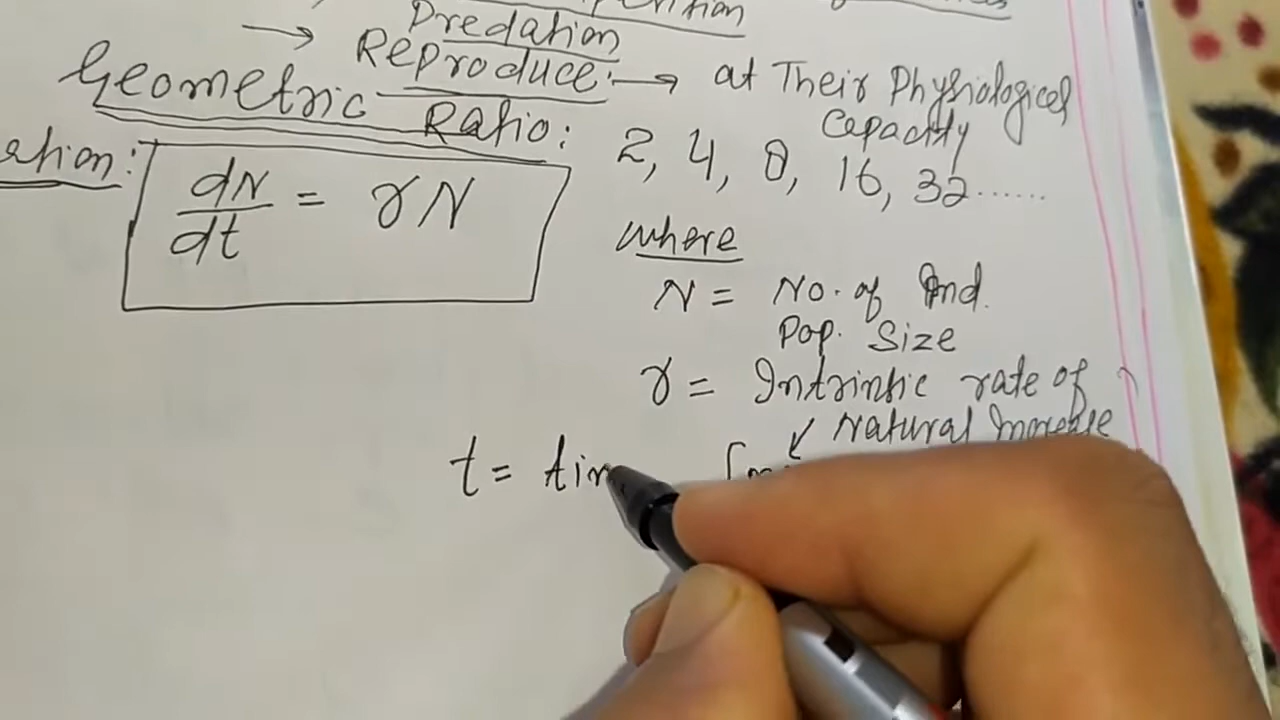 Predation
→ Reproduce: → at Their Physiological Capacity
Geometric Ratio: 2, 4, 8, 16, 32......
dN/dt = rN
where
N = No. of Ind.
Pop. Size
r = Intrinsic rate of
Natural Increase
t = tim